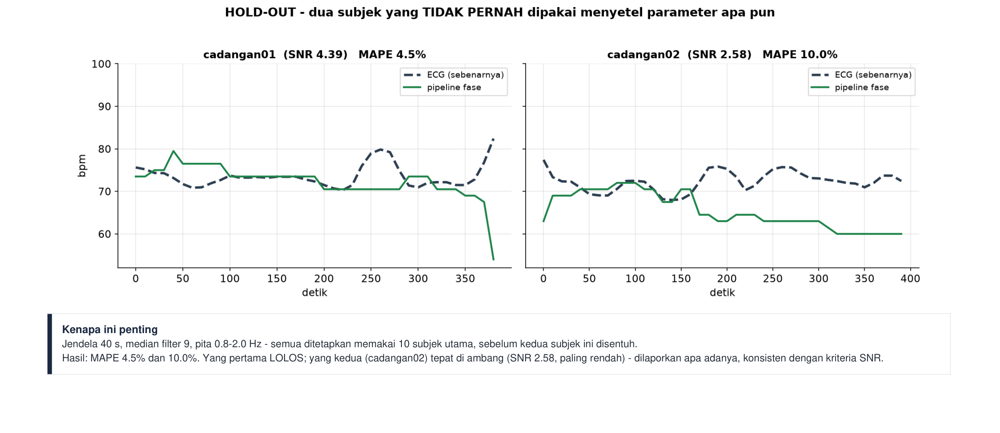 HOLD-OUT - dua subjek yang TIDAK PERNAH dipakai menyetel parameter apa pun
cadangan01 (SNR 4.39) MAPE 4.5%
100
90
80
70
60
bpm
ECG (sebenarnya)
pipeline fase
0 50 100 150 200 250 300 350
detik
cadangan02 (SNR 2.58) MAPE 10.0%
ECG (sebenarnya)
pipeline fase
0 50 100 150 200 250 300 350 400
detik
Kenapa ini penting
Jendela 40 s, median filter 9, pita 0.8-2.0 Hz - semua ditetapkan memakai 10 subjek utama, sebelum kedua subjek ini disentuh.
Hasil: MAPE 4.5% dan 10.0%. Yang pertama LOLOS; yang kedua (cadangan02) tepat di ambang (SNR 2.58, paling rendah) - dilaporkan apa adanya, konsisten dengan kriteria SNR.